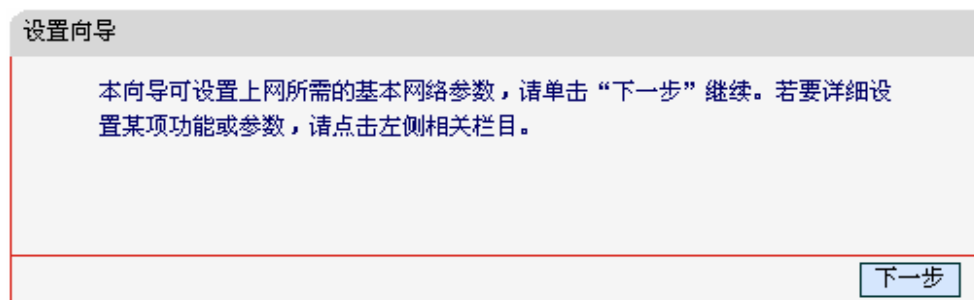 设置向导
本向导可设置上网所需的基本网络参数，请单击“下一步”继续。若要详细设
置某项功能或参数，请点击左侧相关栏目。
下一步